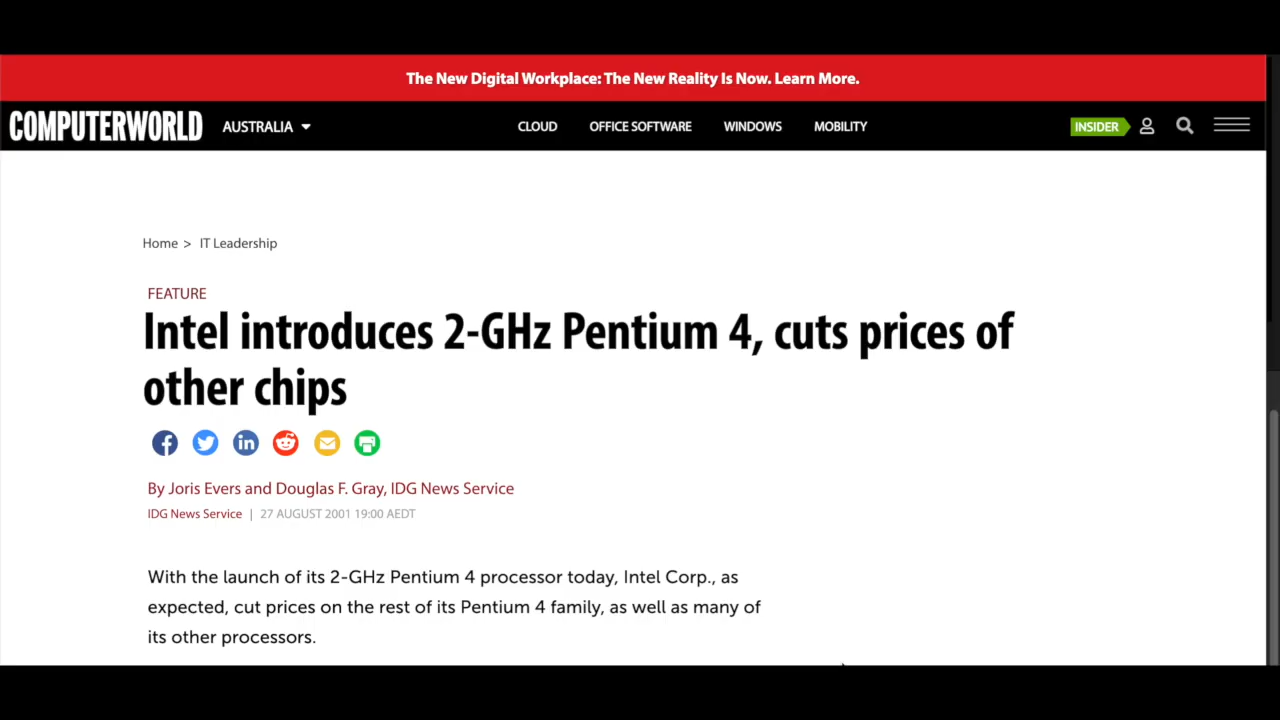 The New Digital Workplace: The New Reality Is Now. Learn More.
COMPUTERWORLD AUSTRALIA CLOUD OFFICE SOFTWARE WINDOWS MOBILITY INSIDER
Home > IT Leadership
FEATURE
Intel introduces 2-GHz Pentium 4, cuts prices of
other chips
By Joris Evers and Douglas F. Gray, IDG News Service
IDG News Service | 27 AUGUST 2001 19:00 AEDT
With the launch of its 2-GHz Pentium 4 processor today, Intel Corp., as
expected, cut prices on the rest of its Pentium 4 family, as well as many of
its other processors.